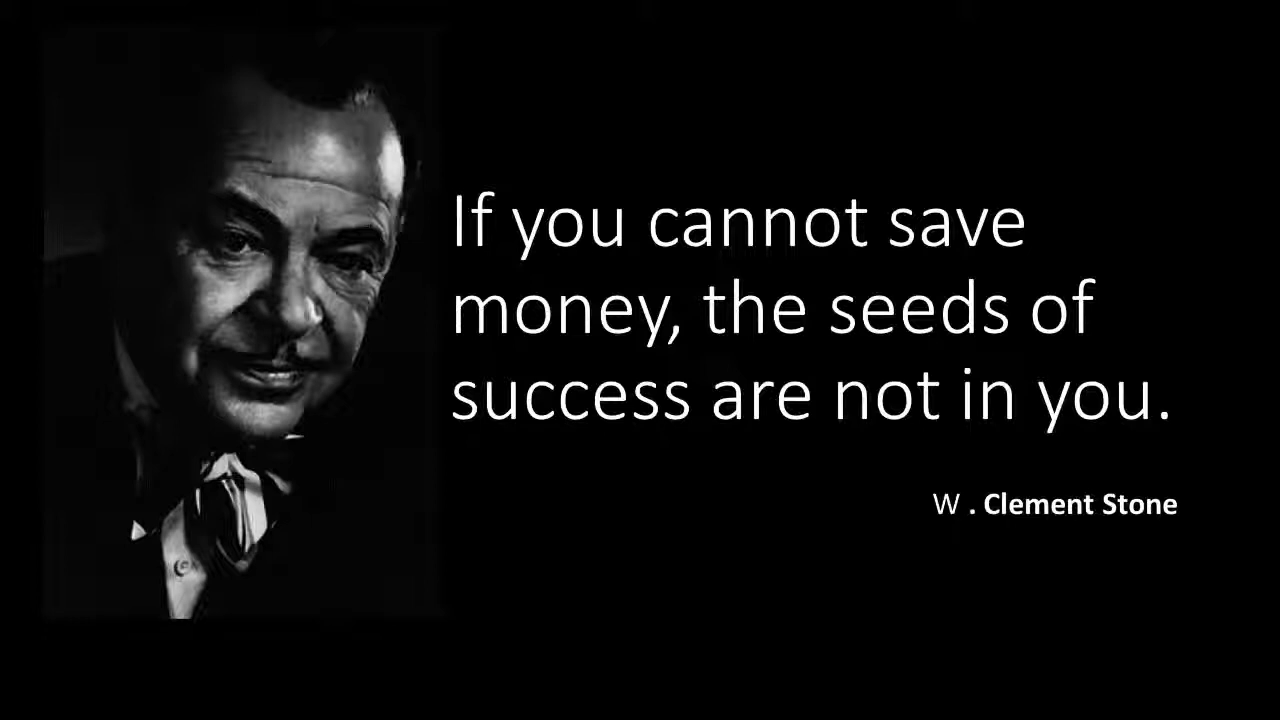 If you cannot save
money, the seeds of
success are not in you.
W . Clement Stone